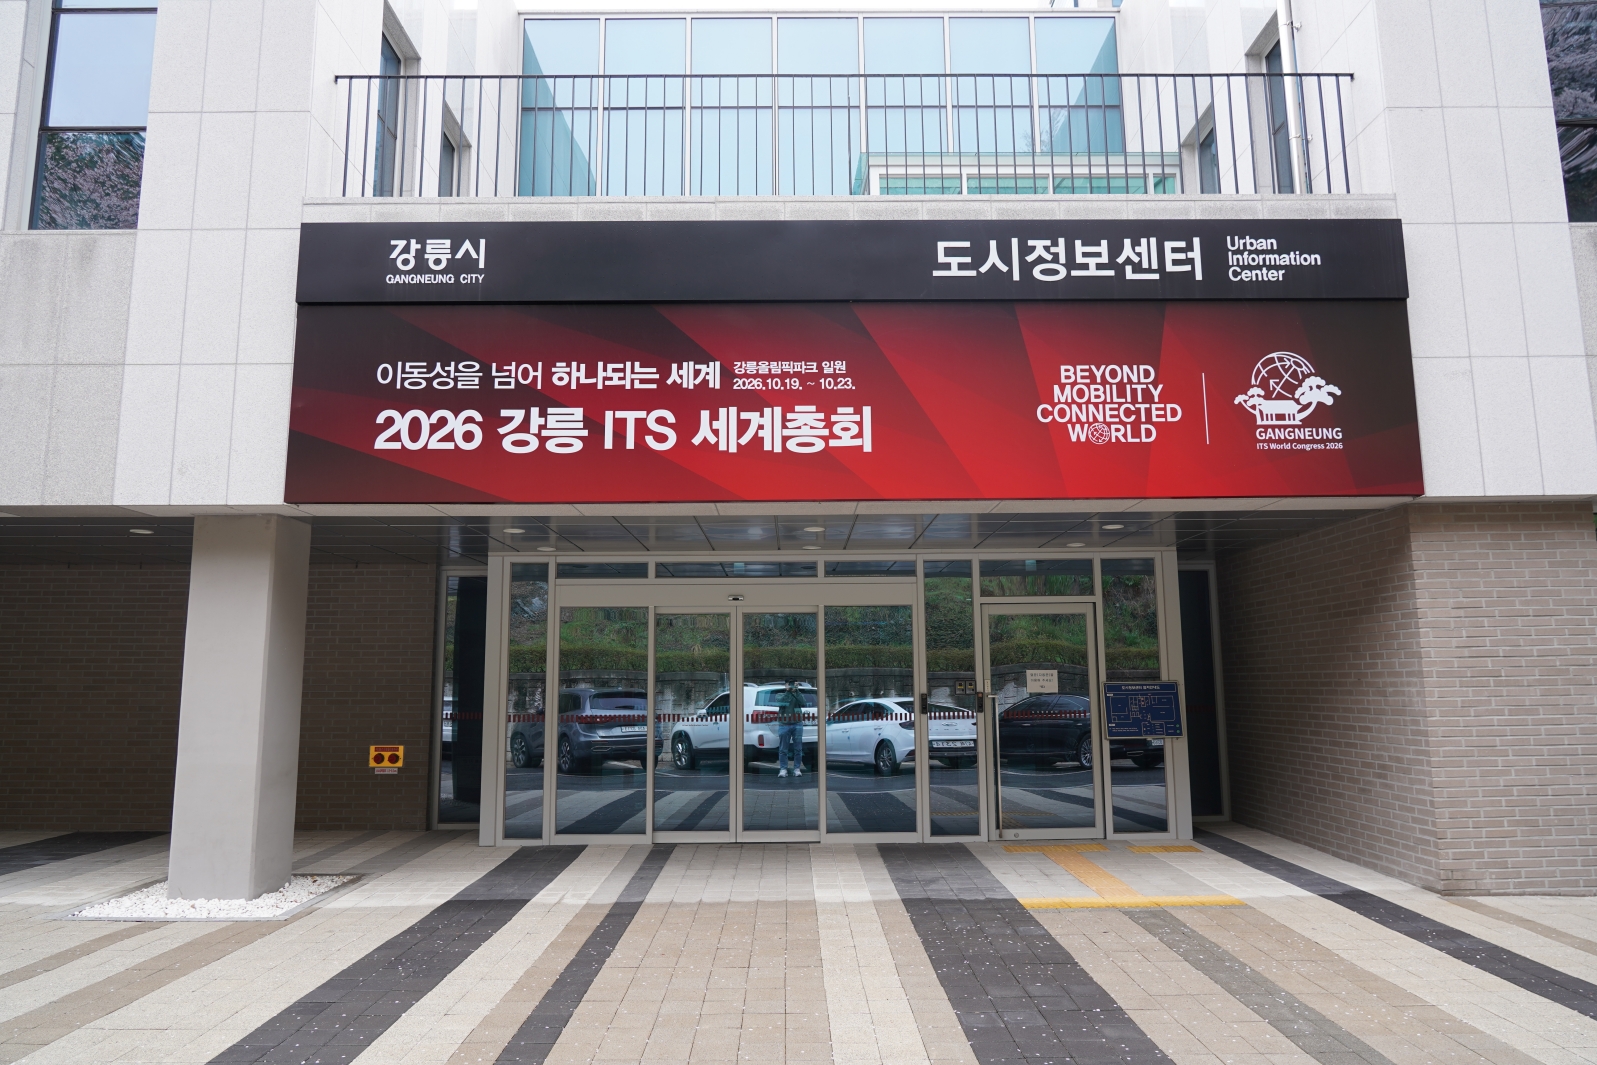 강릉시
GANGNEUNG CITY
도시정보센터
Urban
Information
Center
이동성을 넘어 하나되는 세계
강릉올림픽파크 일원
2026.10.19. ~ 10.23.
2026 강릉 ITS 세계총회
BEYOND
MOBILITY
CONNECTED
WORLD
GANGNEUNG
ITS World Congress 2026